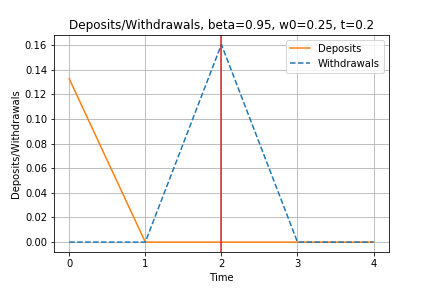 Deposits/Withdrawals, beta=0.95, w0=0.25, t=0.2
Deposits
Withdrawals
Deposits/Withdrawals
0.16
0.14
0.12
0.10
0.08
0.06
0.04
0.02
0.00
0 1 2 3 4
Time